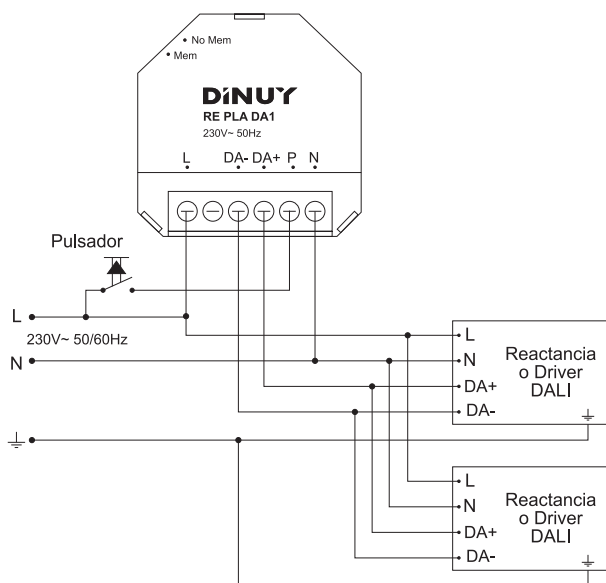 No Mem
Mem
DiNUY
RE PLA DA1
230V~ 50Hz
L DA- DA+ P N
Pulsador
L
230V~ 50/60Hz
N
L
N
DA+
DA-
Reactancia
o Driver
DALI
L
N
DA+
DA-
Reactancia
o Driver
DALI